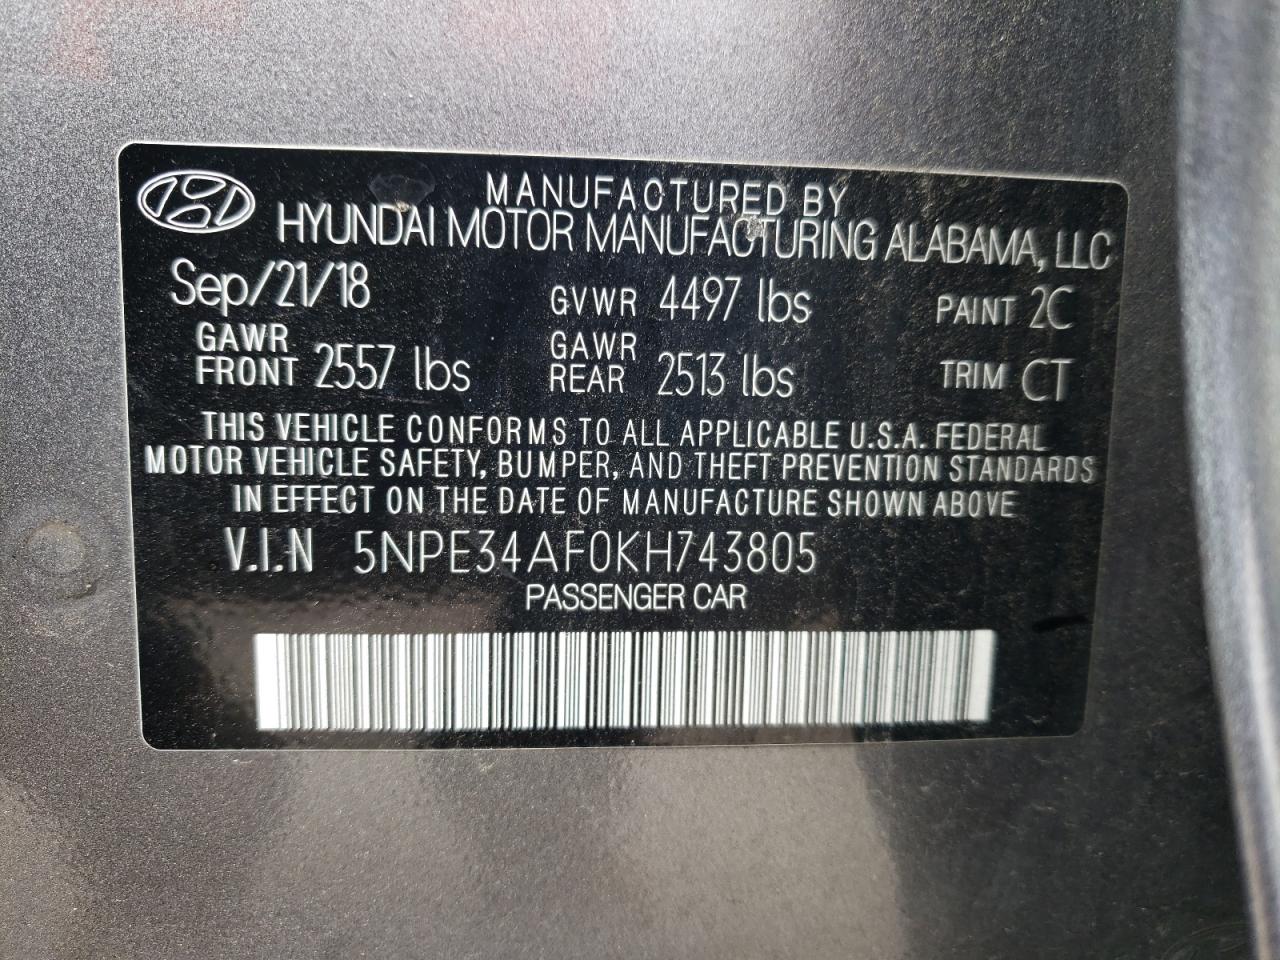 MANUFACTURED BY
HYUNDAI MOTOR MANUFACTURING ALABAMA, LLC
Sep/21/18 GVWR 4497 lbs PAINT 2C
GAWR FRONT 2557 lbs GAWR REAR 2513 lbs TRIM CT
THIS VEHICLE CONFORMS TO ALL APPLICABLE U.S.A. FEDERAL
MOTOR VEHICLE SAFETY, BUMPER, AND THEFT PREVENTION STANDARDS
IN EFFECT ON THE DATE OF MANUFACTURE SHOWN ABOVE
V.I.N 5NPE34AF0KH743805
PASSENGER CAR